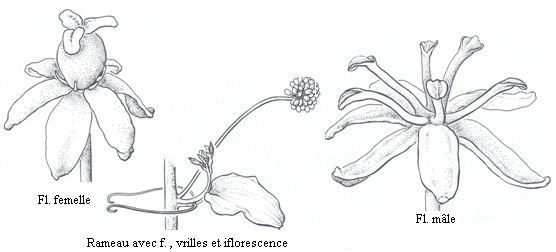 Fl. femelle
Fl. mâle
Rameau avec f. , vrilles et iflorescence